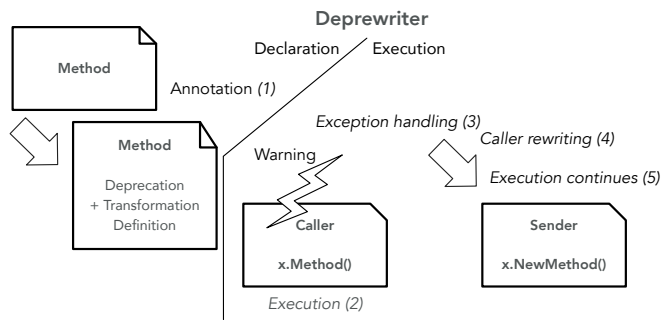 Deprewriter
Declaration
Execution
Method
Annotation (1)
Method
Deprecation
+ Transformation
Definition
Exception handling (3)
Warning
Caller rewriting (4)
Execution continues (5)
Caller
x.Method()
Execution (2)
Sender
x.NewMethod()